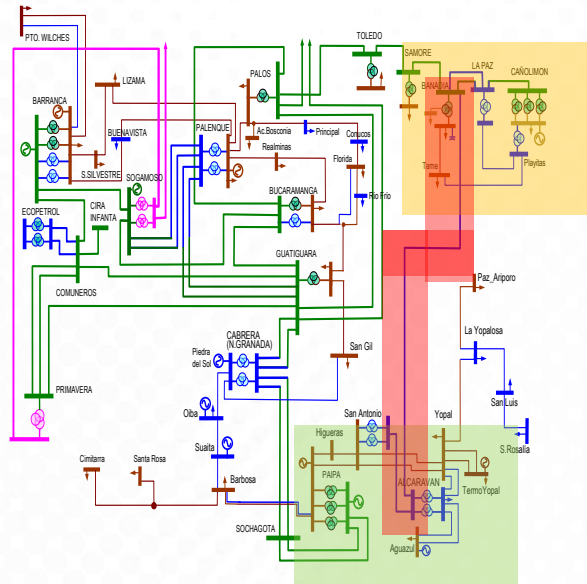 TOLEDO
SAMORE
PTO. WILCHES
LA PAZ
CAÑOLIMON
LIZAMA
PALOS
BANADIA
BANADIA
BARRANCA
BUENAVISTA
PALENQUE
Ac.Bosconia
Principal
Conucos
Realminas
Florida
Playitas
Tame
S.SILVESTRE
SOGAMOSO
BUCARAMANGA
Rio Frio
ECOPETROL
CIRA
INFANTA
GUATIGUARA
COMUNEROS
Paz_Ariporo
CABRERA
(N.GRANADA)
La Yopalosa
San Gil
Piedra
del Sol
PRIMAVERA
San Luis
Oiba
San Antonio
Yopal
S.Rosalia
Higueras
Suaita
Cimitarra
Santa Rosa
Barbosa
PAIPA
ALCARAVAN
TermoYopal
SOCHAGOTA
Aguazul